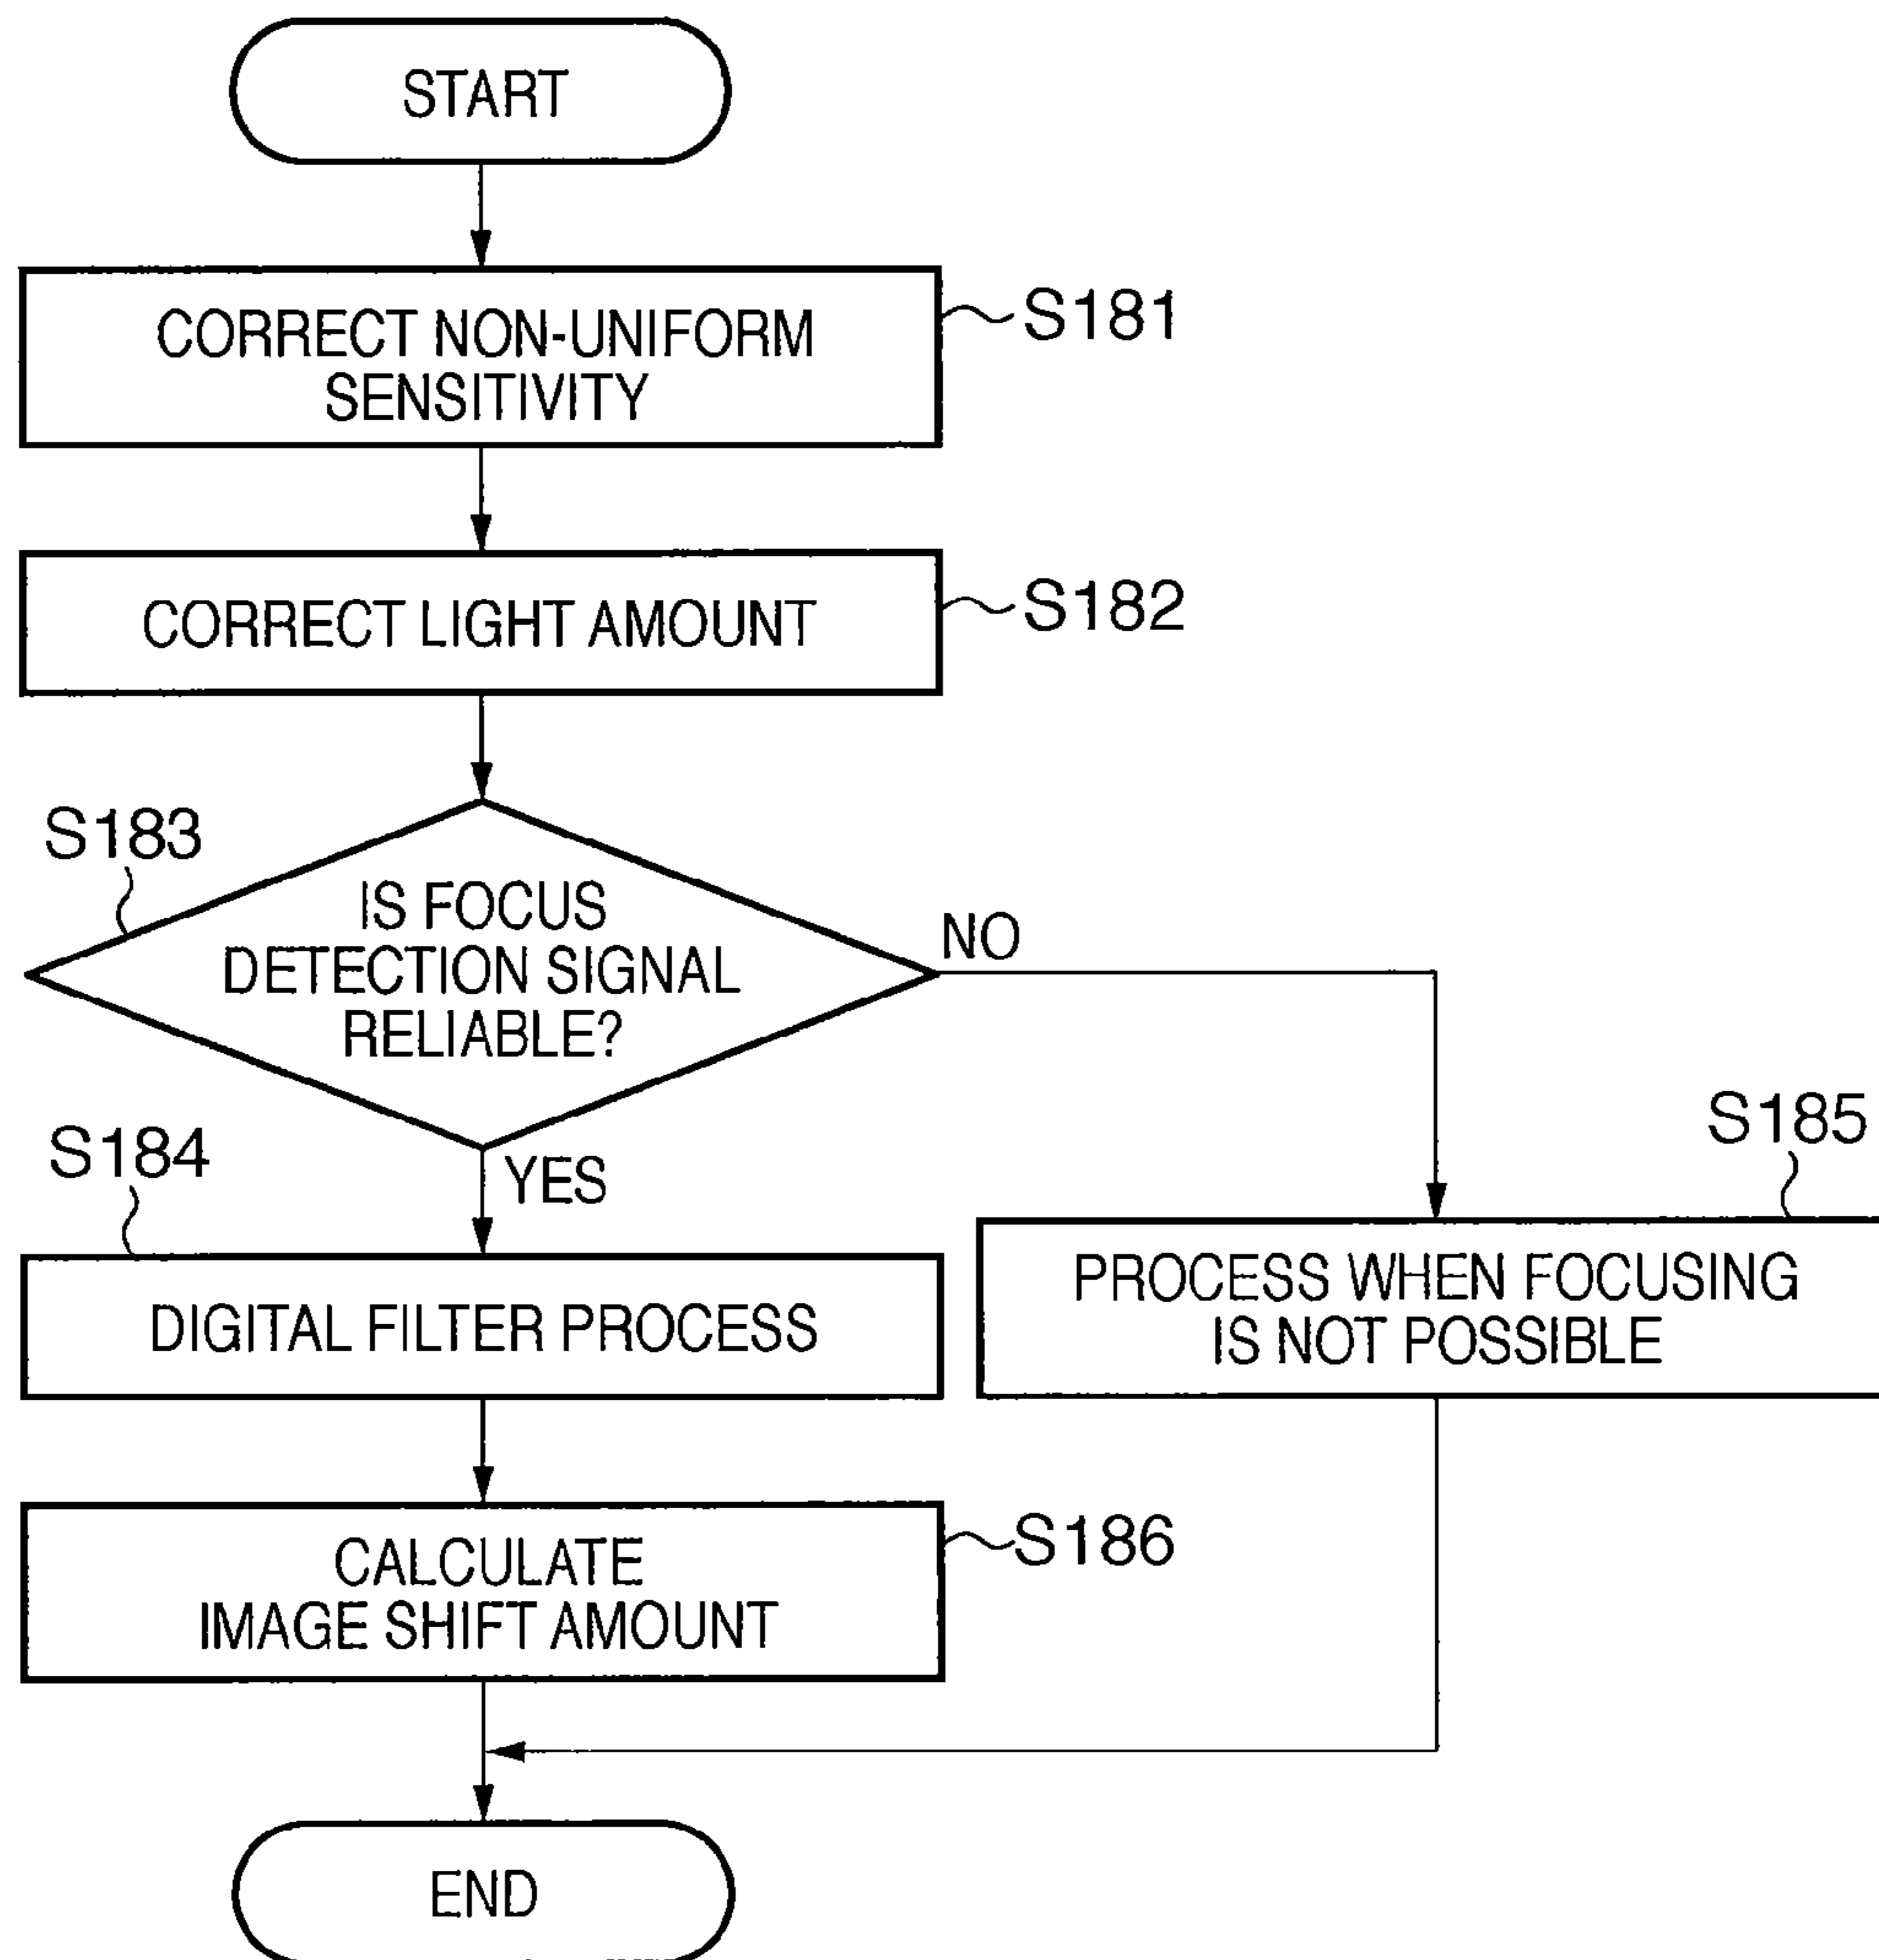 START
CORRECT NON-UNIFORM
SENSITIVITY
S181
CORRECT LIGHT AMOUNT
S182
S183
IS FOCUS
DETECTION SIGNAL
RELIABLE?
NO
YES
S184
DIGITAL FILTER PROCESS
S185
PROCESS WHEN FOCUSING
IS NOT POSSIBLE
CALCULATE
IMAGE SHIFT AMOUNT
S186
END